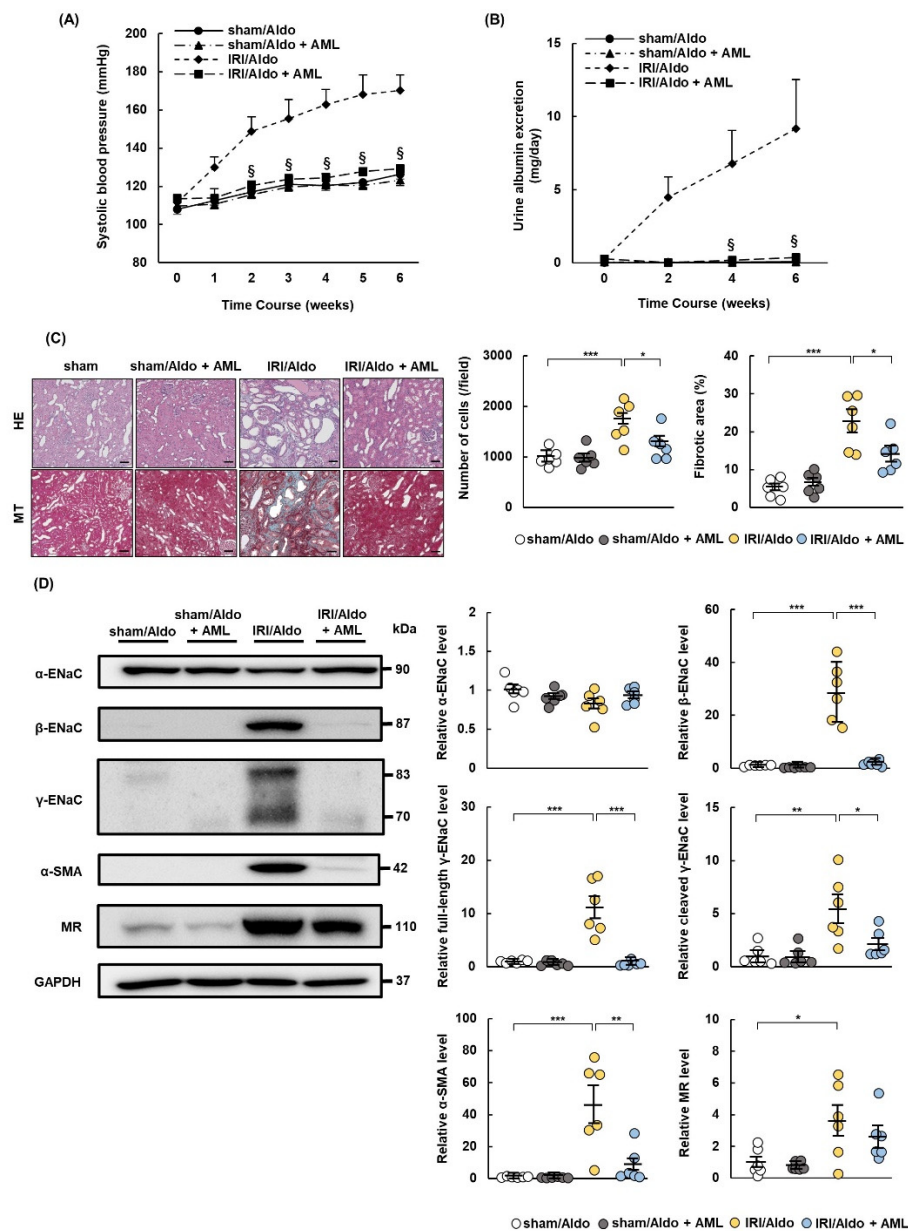 (A)
sham/Aldo
sham/Aldo + AML
IRI/Aldo
IRI/Aldo + AML
Systolic blood pressure (mmHg)
200
180
160
140
120
100
80
§ § § § §
0 1 2 3 4 5 6
Time Course (weeks)
(B)
sham/Aldo
sham/Aldo + AML
IRI/Aldo
IRI/Aldo + AML
Urine albumin excretion
(mg/day)
15
10
5
0
§ §
0 2 4 6
Time Course (weeks)
(C)
sham sham/Aldo + AML IRI/Aldo IRI/Aldo + AML
HE
MT
Number of cells (/field)
3000
2000
1000
0
*** *
Fibrotic area (%)
40
30
20
10
0
*** *
sham/Aldo sham/Aldo + AML IRI/Aldo IRI/Aldo + AML
(D)
sham/Aldo sham/Aldo + AML IRI/Aldo IRI/Aldo + AML kDa
α-ENaC 90
β-ENaC 87
γ-ENaC 83
70
α-SMA 42
MR 110
GAPDH 37
Relative α-ENaC level
2
1.5
1
0.5
0
Relative β-ENaC level
60
40
20
0
*** ***
Relative full-length γ-ENaC level
30
20
10
0
*** ***
Relative cleaved γ-ENaC level
15
10
5
0
** *
Relative α-SMA level
100
80
60
40
20
0
*** **
Relative MR level
10
8
6
4
2
0
*
sham/Aldo sham/Aldo + AML IRI/Aldo IRI/Aldo + AML